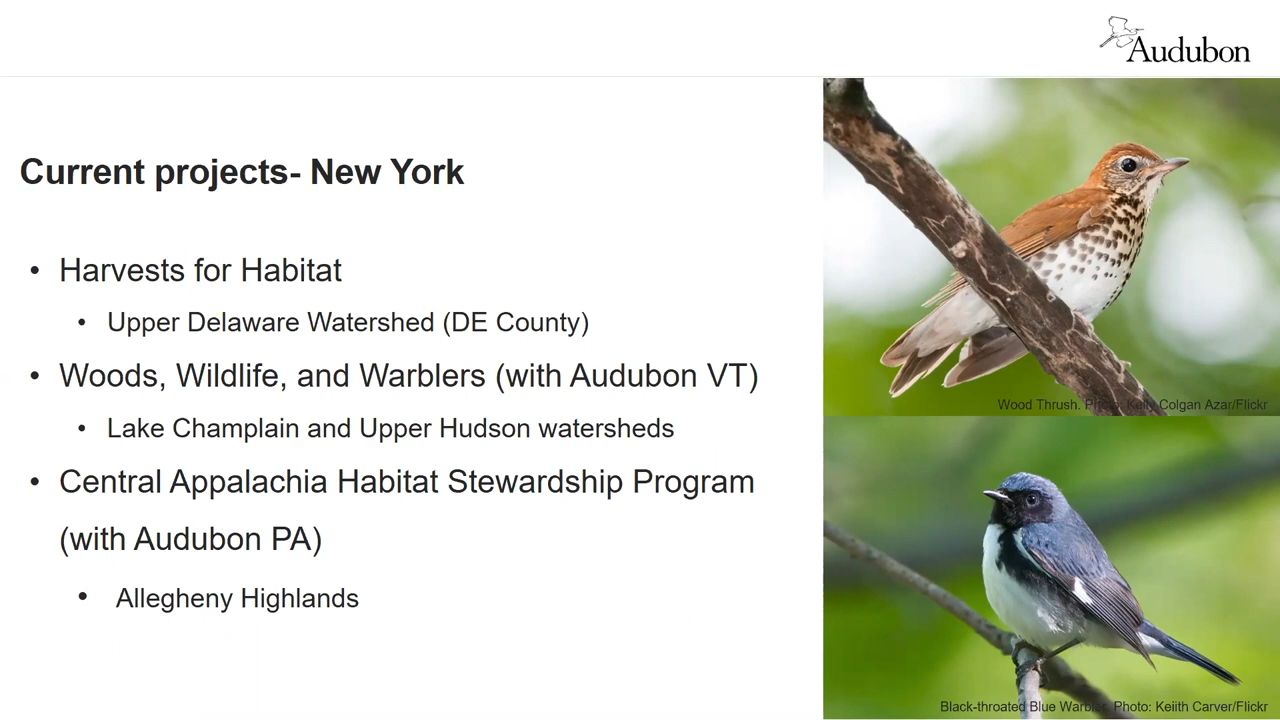 Audubon
Current projects- New York
• Harvests for Habitat
• Upper Delaware Watershed (DE County)
• Woods, Wildlife, and Warblers (with Audubon VT)
• Lake Champlain and Upper Hudson watersheds
• Central Appalachia Habitat Stewardship Program
(with Audubon PA)
• Allegheny Highlands
Wood Thrush. Photo: Kelly Colgan Azar/Flickr
Black-throated Blue Warbler. Photo: Keiith Carver/Flickr